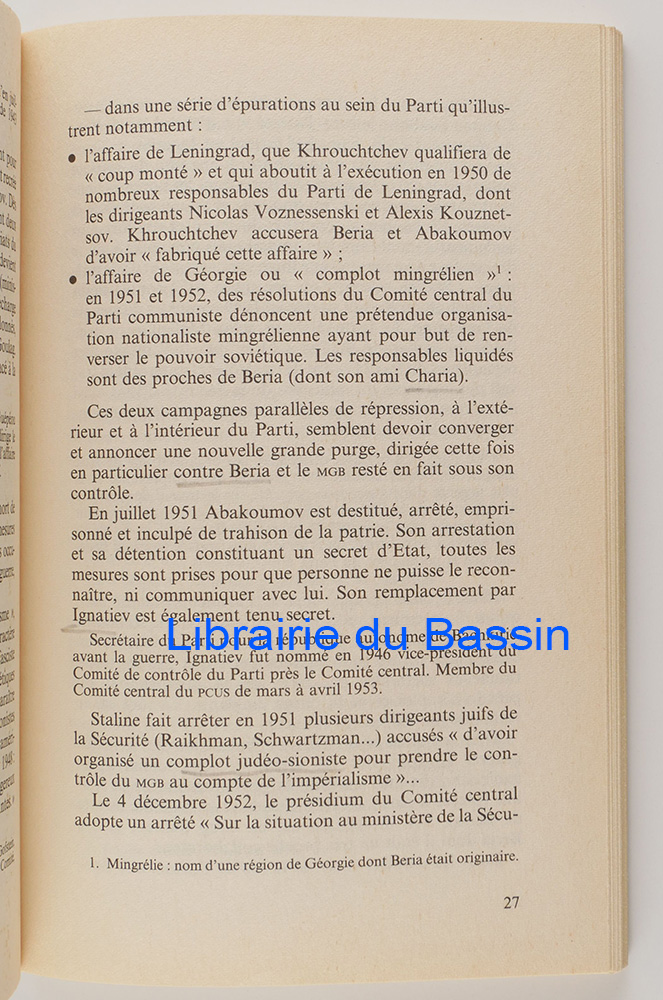 — dans une série d'épurations au sein du Parti qu'illus-
trent notamment :
• l'affaire de Leningrad, que Khrouchtchev qualifiera de
« coup monté » et qui aboutit à l'exécution en 1950 de
nombreux responsables du Parti de Leningrad, dont
les dirigeants Nicolas Voznessenski et Alexis Kouznet-
sov. Khrouchtchev accusera Beria et Abakoumov
d'avoir « fabriqué cette affaire » ;
• l'affaire de Géorgie ou « complot mingrélien »¹ :
en 1951 et 1952, des résolutions du Comité central du
Parti communiste dénoncent une prétendue organisa-
tion nationaliste mingrélienne ayant pour but de ren-
verser le pouvoir soviétique. Les responsables liquidés
sont des proches de Beria (dont son ami Charia).
Ces deux campagnes parallèles de répression, à l'exté-
rieur et à l'intérieur du Parti, semblent devoir converger
et annoncer une nouvelle grande purge, dirigée cette fois
en particulier contre Beria et le MGB resté en fait sous son
contrôle.
En juillet 1951 Abakoumov est destitué, arrêté, empri-
sonné et inculpé de trahison de la patrie. Son arrestation
et sa détention constituant un secret d'Etat, toutes les
mesures sont prises pour que personne ne puisse le recon-
naître, ni communiquer avec lui. Son remplacement par
Ignatiev est également tenu secret.
Librairie du Bassin
Secrétaire du Parti pour la république autonome de Bachkirie
avant la guerre, Ignatiev fut nommé en 1946 vice-président du
Comité de contrôle du Parti près le Comité central. Membre du
Comité central du PCUS de mars à avril 1953.
Staline fait arrêter en 1951 plusieurs dirigeants juifs de
la Sécurité (Raikhman, Schwartzman...) accusés « d'avoir
organisé un complot judéo-sioniste pour prendre le con-
trôle du MGB au compte de l'impérialisme »...
Le 4 décembre 1952, le présidium du Comité central
adopte un arrêté « Sur la situation au ministère de la Sécu-
1. Mingrélie : nom d'une région de Géorgie dont Beria était originaire.
27